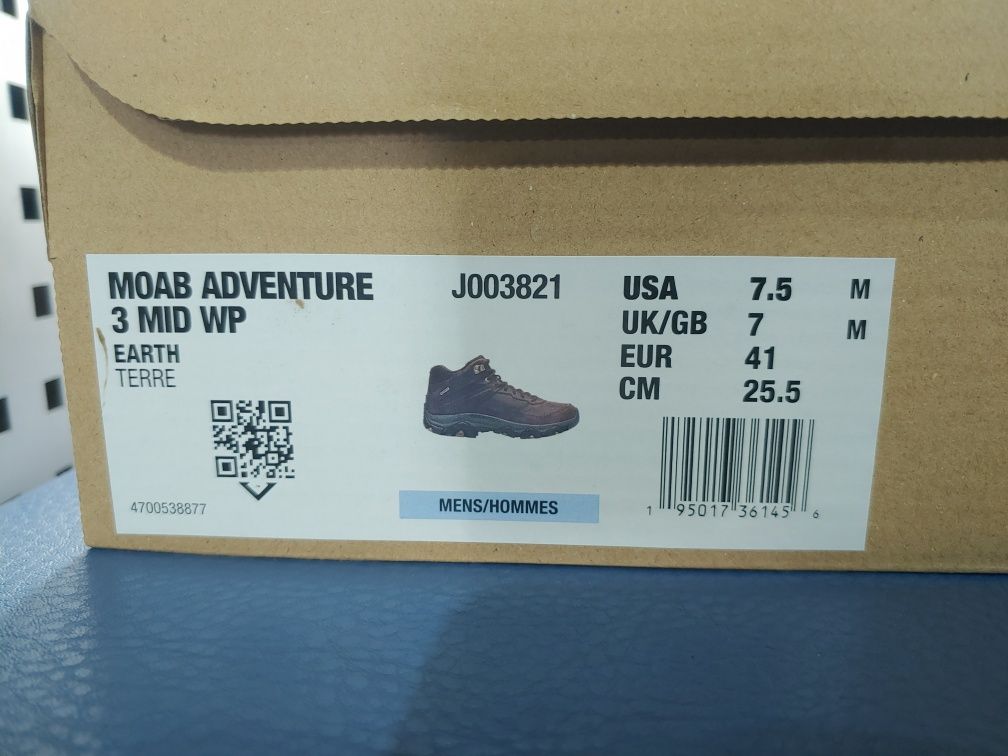 MOAB ADVENTURE
3 MID WP
EARTH
TERRE
4700538877
J003821
MENS/HOMMES
USA 7.5 M
UK/GB 7 M
EUR 41
CM 25.5
1 95017 36145 6